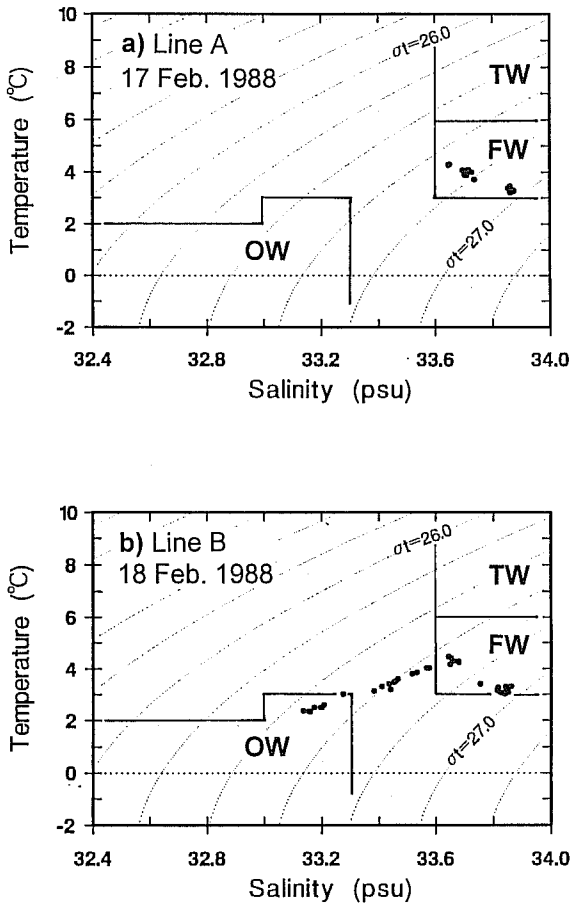 a) Line A
17 Feb. 1988
σt=26.0
TW
FW
OW
σt=27.0
10
8
6
4
2
0
-2
Temperature (°C)
32.4
32.8
33.2
33.6
34.0
Salinity (psu)
b) Line B
18 Feb. 1988
σt=26.0
TW
FW
OW
σt=27.0
10
8
6
4
2
0
-2
Temperature (°C)
32.4
32.8
33.2
33.6
34.0
Salinity (psu)